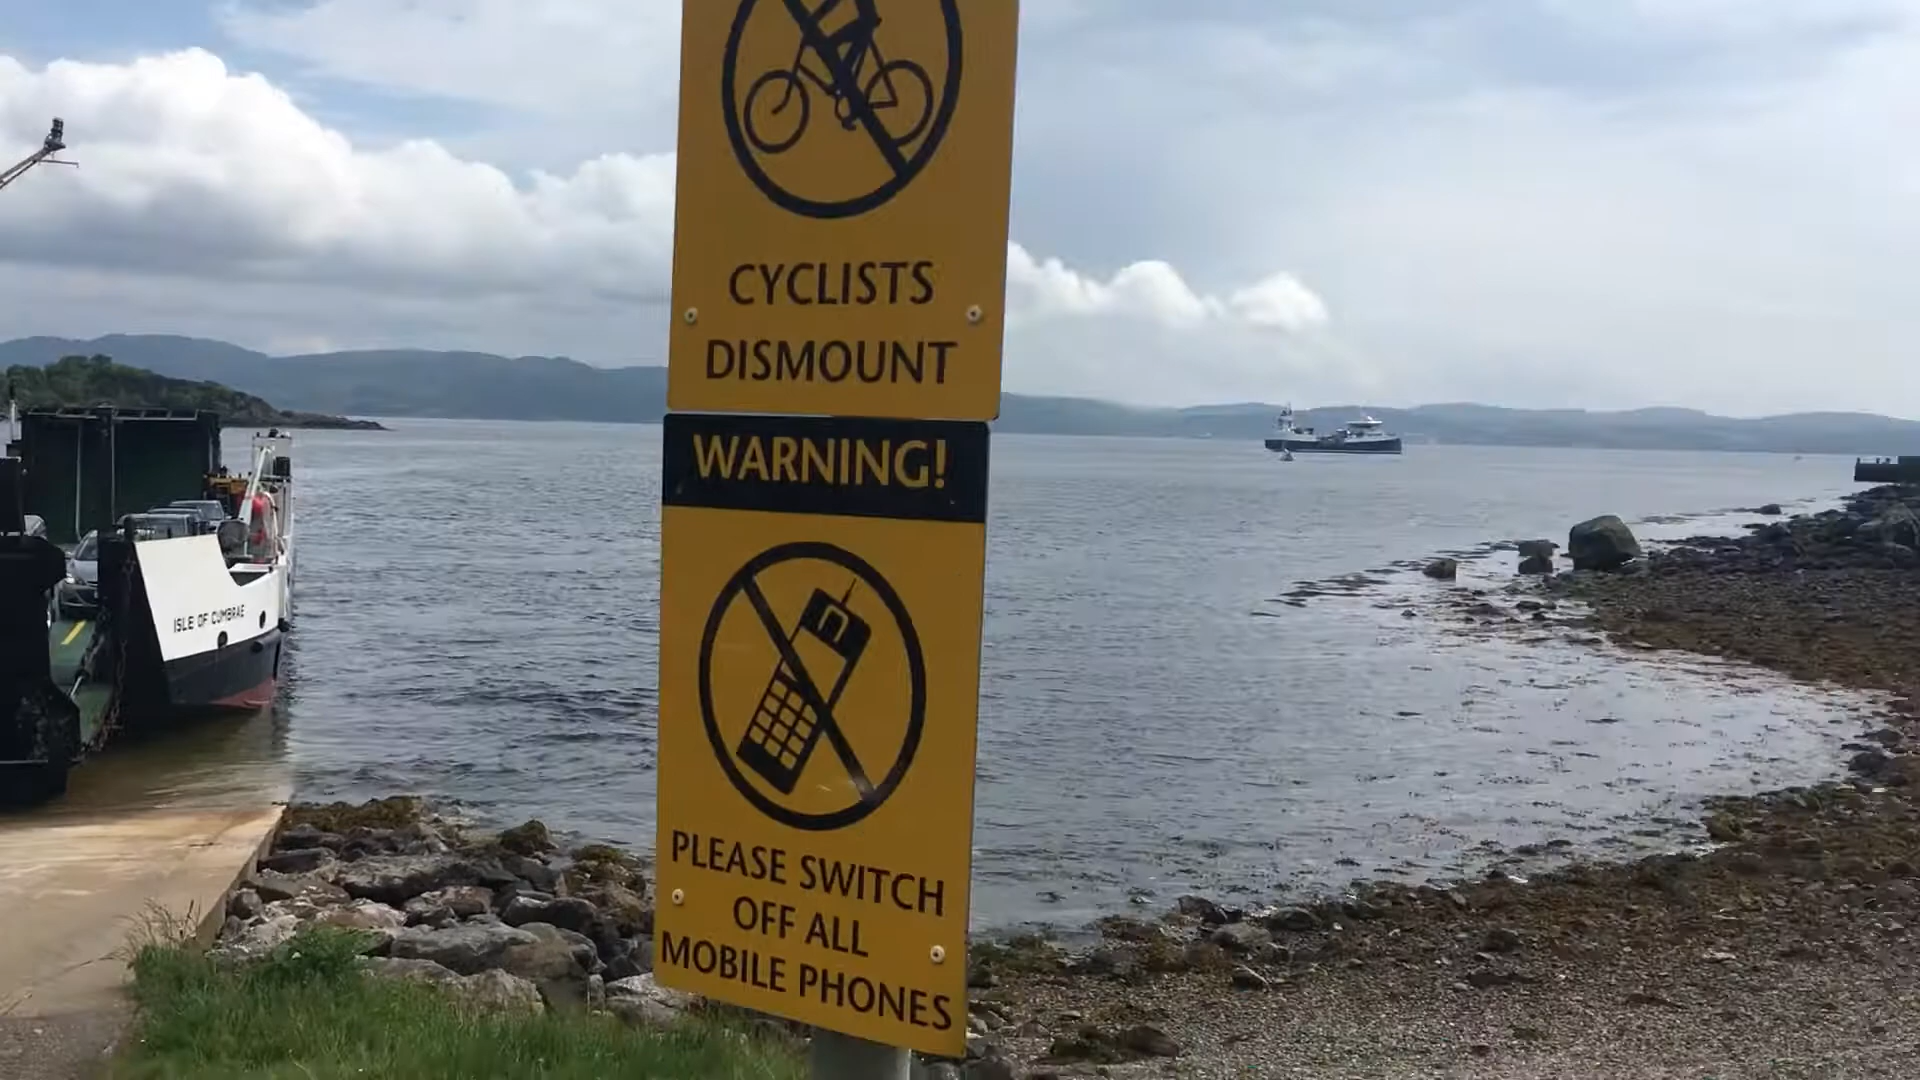 CYCLISTS
DISMOUNT
WARNING!
PLEASE SWITCH
OFF ALL
MOBILE PHONES
ISLE OF CUMBRAE